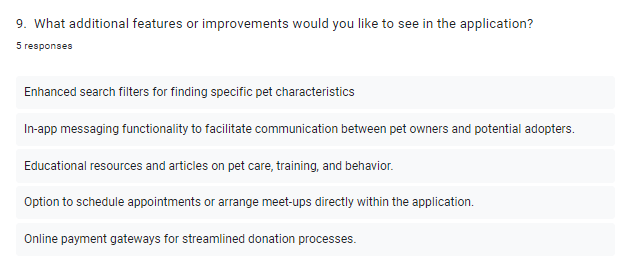 9. What additional features or improvements would you like to see in the application?
5 responses
Enhanced search filters for finding specific pet characteristics
In-app messaging functionality to facilitate communication between pet owners and potential adopters.
Educational resources and articles on pet care, training, and behavior.
Option to schedule appointments or arrange meet-ups directly within the application.
Online payment gateways for streamlined donation processes.